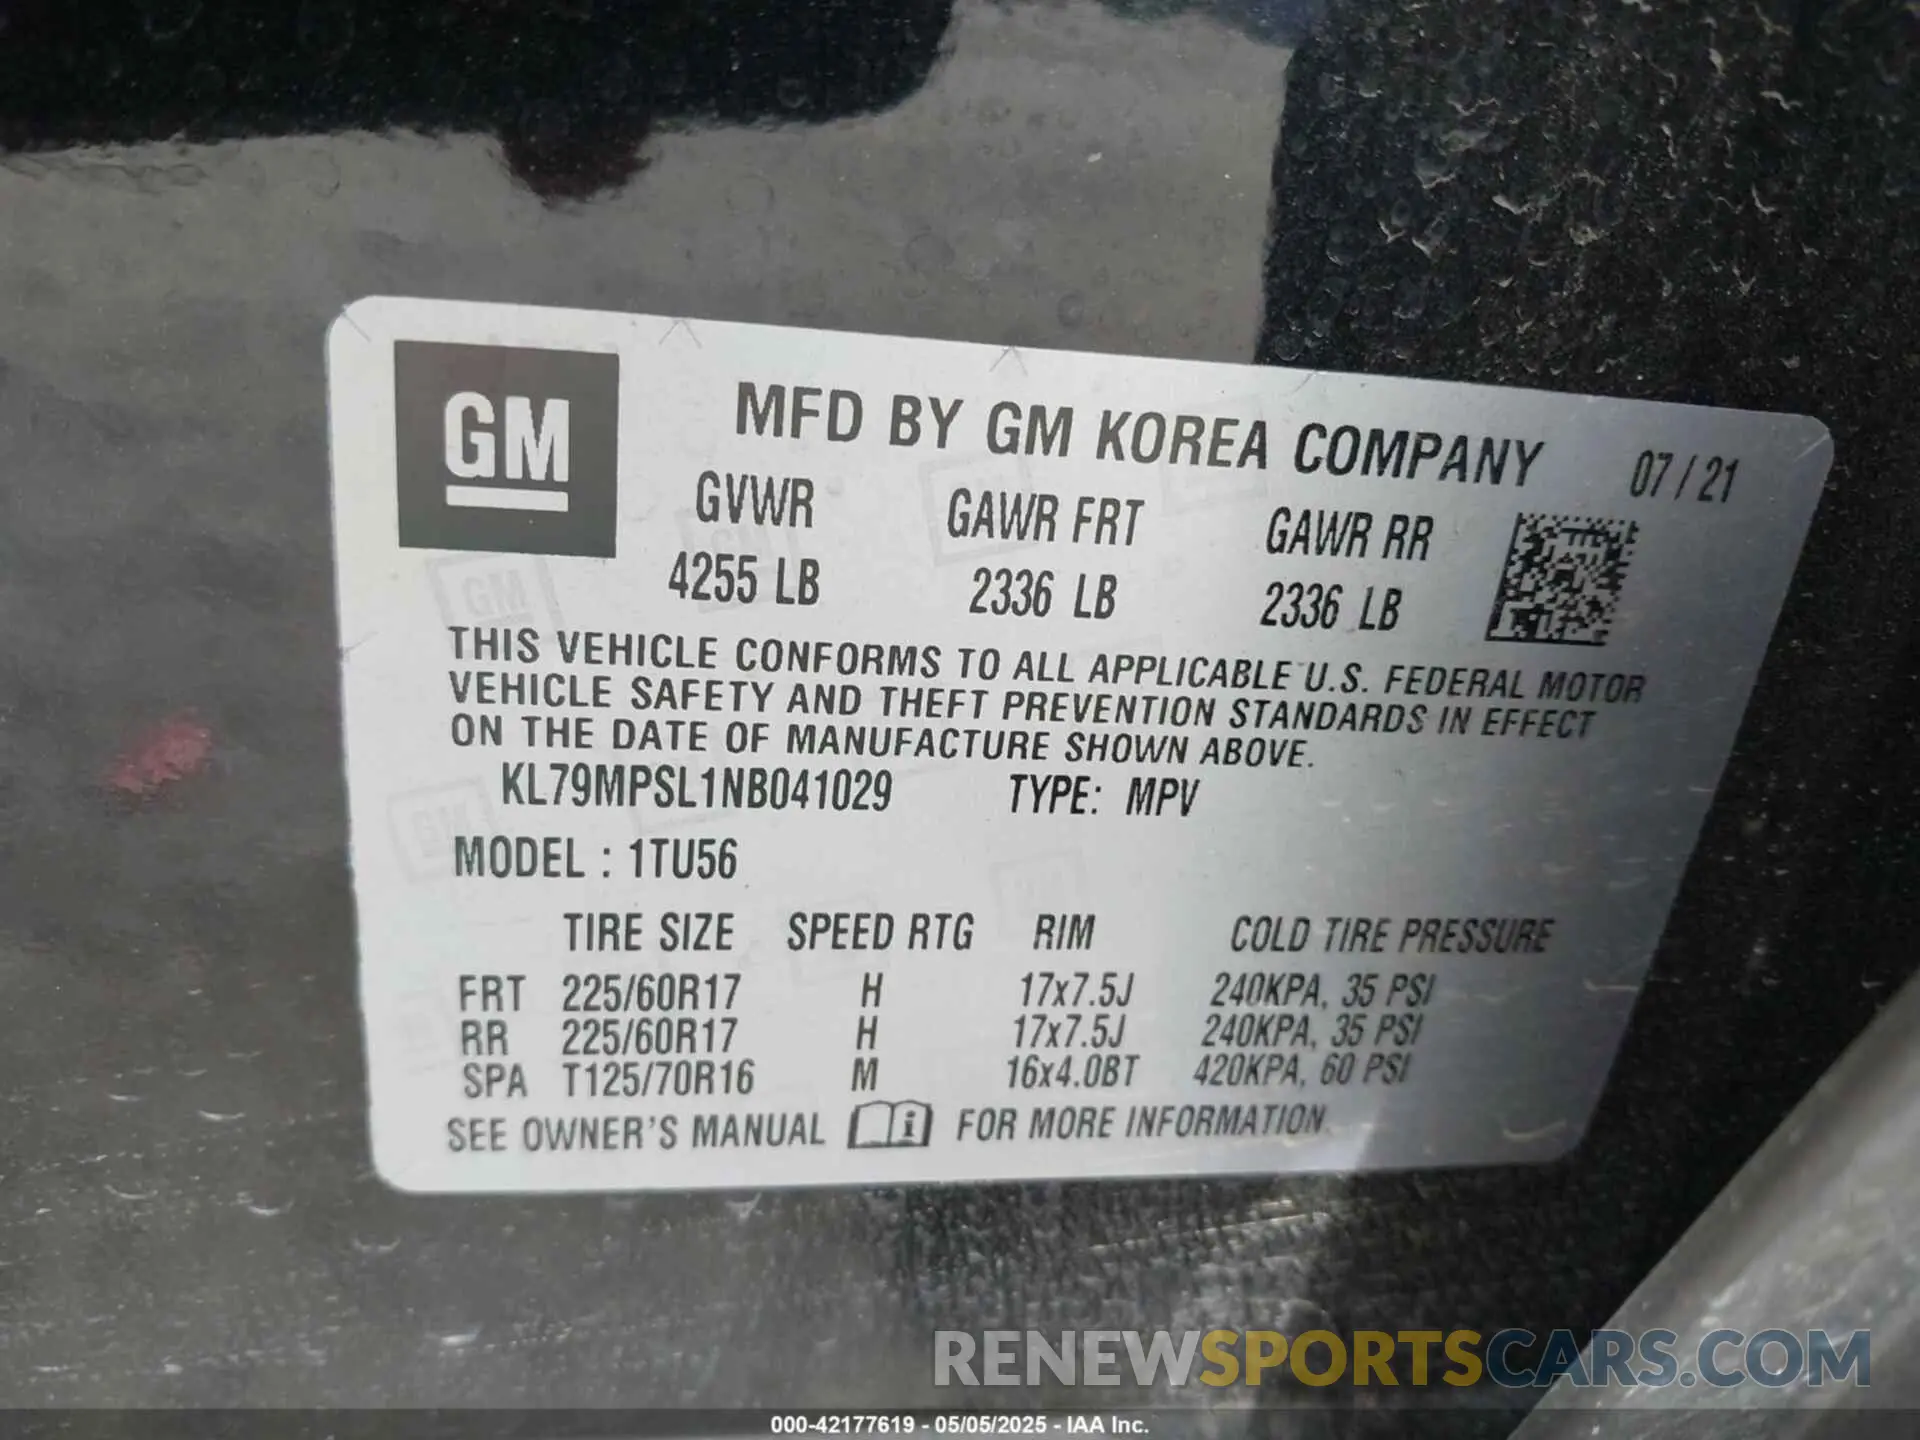 GM
MFD BY GM KOREA COMPANY 07/21
GVWR GAWR FRT GAWR RR
4255 LB 2336 LB 2336 LB
THIS VEHICLE CONFORMS TO ALL APPLICABLE U.S. FEDERAL MOTOR
VEHICLE SAFETY AND THEFT PREVENTION STANDARDS IN EFFECT
ON THE DATE OF MANUFACTURE SHOWN ABOVE.
KL79MPSL1NB041029 TYPE: MPV
MODEL : 1TU56
TIRE SIZE SPEED RTG RIM COLD TIRE PRESSURE
FRT 225/60R17 H 17x7.5J 240KPA, 35 PSI
RR 225/60R17 H 17x7.5J 240KPA, 35 PSI
SPA T125/70R16 M 16x4.0BT 420KPA, 60 PSI
SEE OWNER'S MANUAL FOR MORE INFORMATION.
RENEWSPORTSCARS.COM
000-42177619 - 05/05/2025 - IAA Inc.